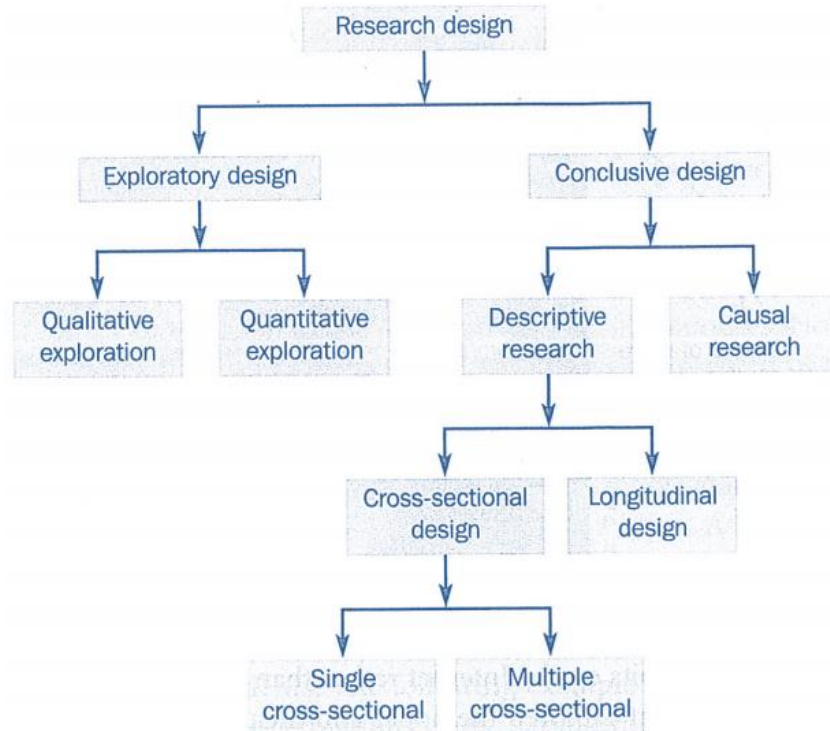 Research design
Exploratory design
Conclusive design
Qualitative
exploration
Quantitative
exploration
Descriptive
research
Causal
research
Cross-sectional
design
Longitudinal
design
Single
cross-sectional
Multiple
cross-sectional